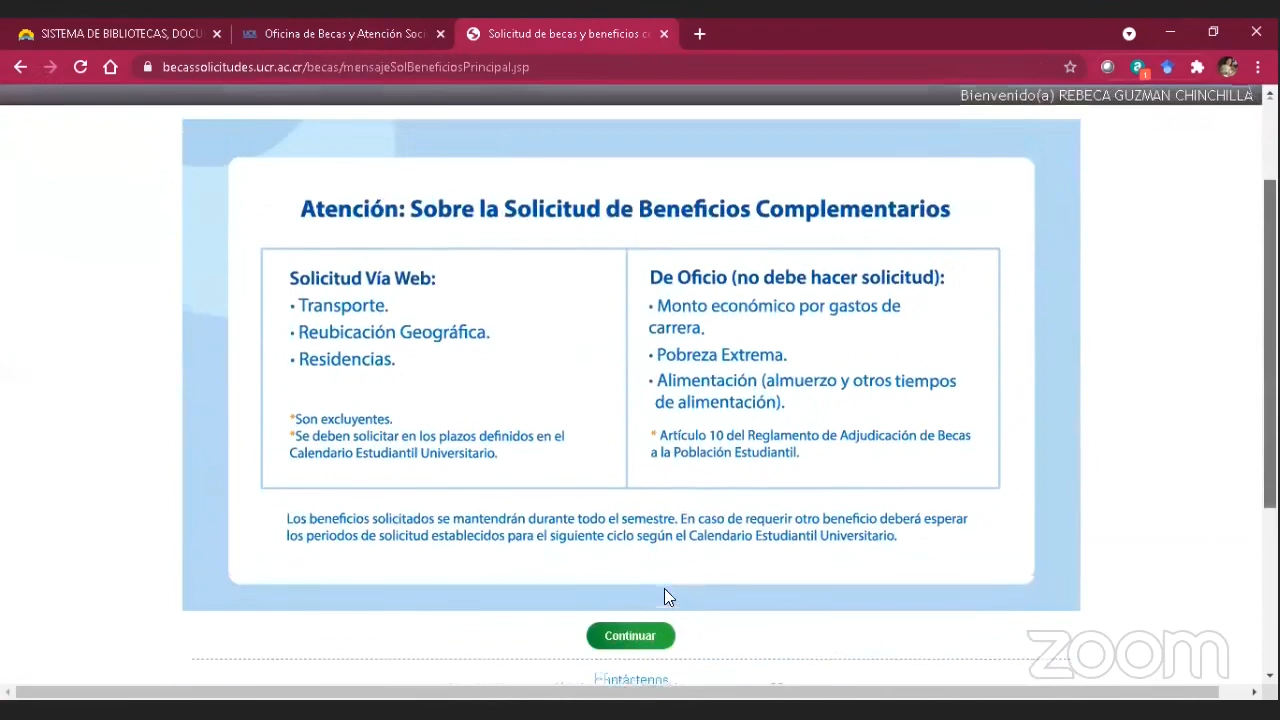 SISTEMA DE BIBLIOTECAS, DOCU
Oficina de Becas y Atención Soci
Solicitud de becas y beneficios co
becassolicitudes.ucr.ac.cr/becas/mensajeSolBeneficiosPrincipal.jsp
Bienvenido(a) REBECA GUZMAN CHINCHILLA
Atención: Sobre la Solicitud de Beneficios Complementarios
Solicitud Vía Web:
• Transporte.
• Reubicación Geográfica.
• Residencias.
*Son excluyentes.
*Se deben solicitar en los plazos definidos en el
Calendario Estudiantil Universitario.
De Oficio (no debe hacer solicitud):
• Monto económico por gastos de
carrera.
• Pobreza Extrema.
• Alimentación (almuerzo y otros tiempos
de alimentación).
* Artículo 10 del Reglamento de Adjudicación de Becas
a la Población Estudiantil.
Los beneficios solicitados se mantendrán durante todo el semestre. En caso de requerir otro beneficio deberá esperar
los periodos de solicitud establecidos para el siguiente ciclo según el Calendario Estudiantil Universitario.
Continuar
zoom